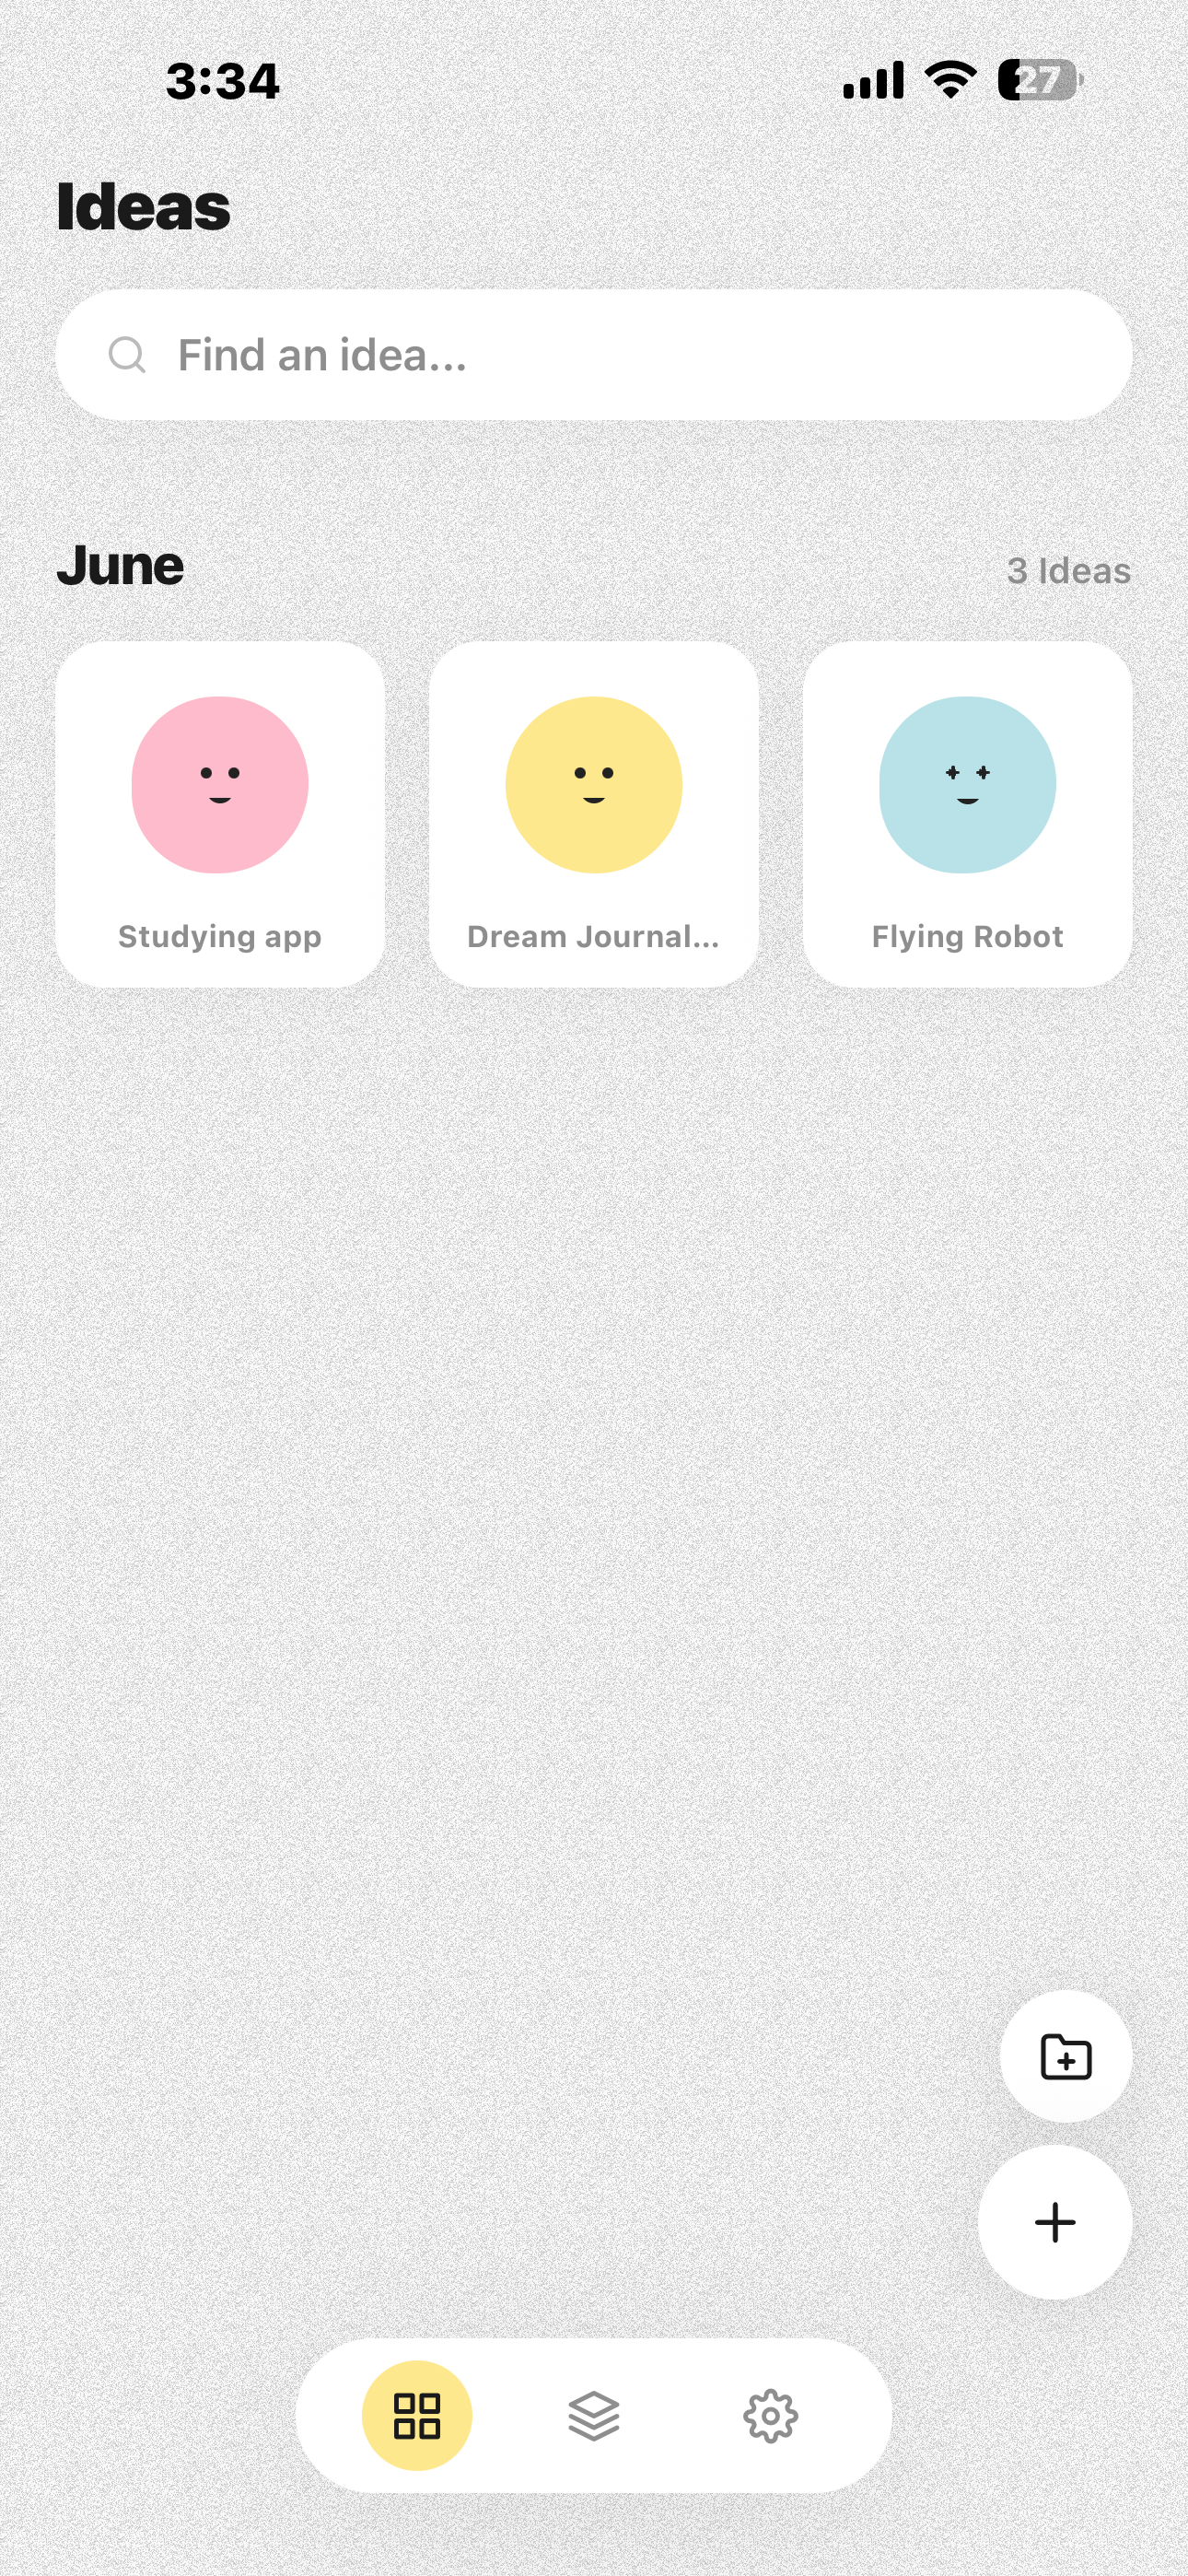 3:34
27
Ideas
Find an idea...
June
3 Ideas
Studying app
Dream Journal...
Flying Robot